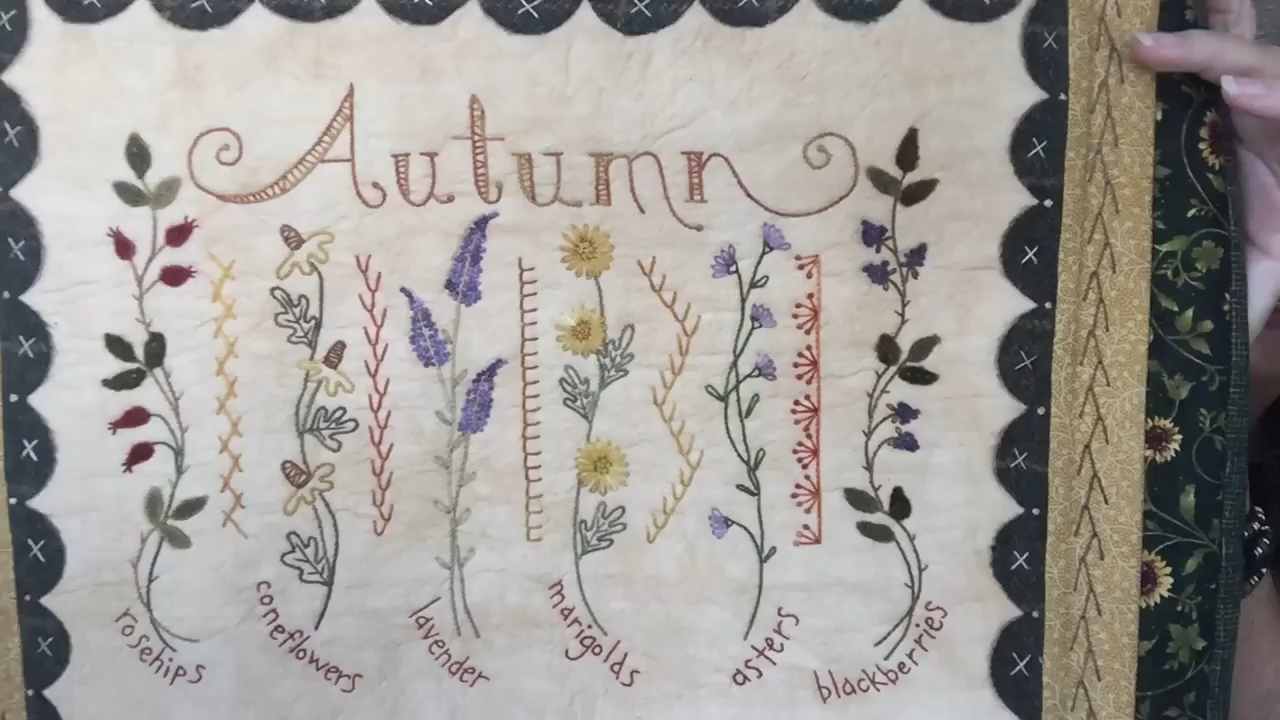 Autumn
rosehips
coneflowers
lavender
marigolds
asters
blackberries